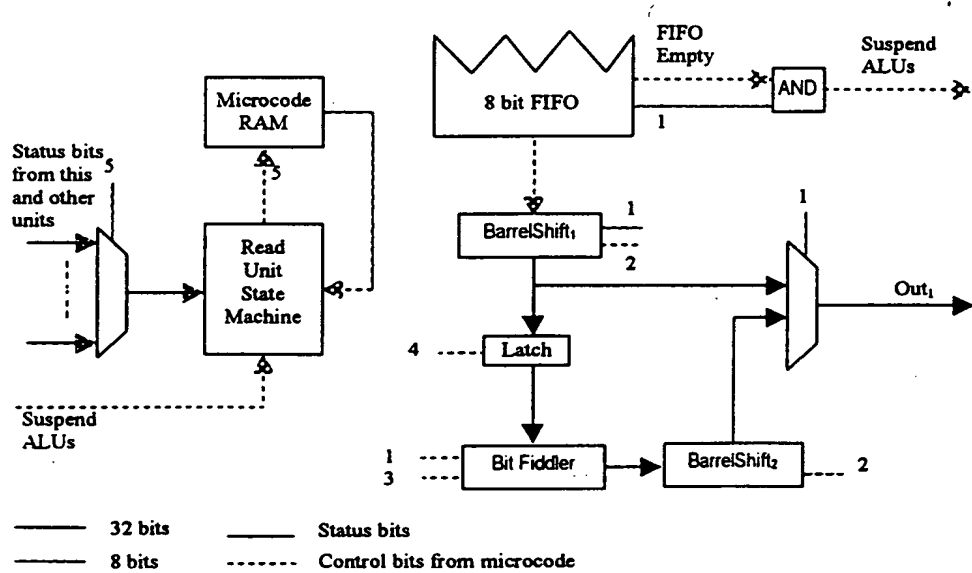 Microcode
RAM
5
Status bits
from this
and other
units
5
Read
Unit
State
Machine
Suspend
ALUs
8 bit FIFO
FIFO
Empty
1
AND
Suspend
ALUs
BarrelShift₁
1
2
1
Out₁
4
Latch
1
3
Bit Fiddler
BarrelShift₂
2
32 bits
Status bits
8 bits
Control bits from microcode